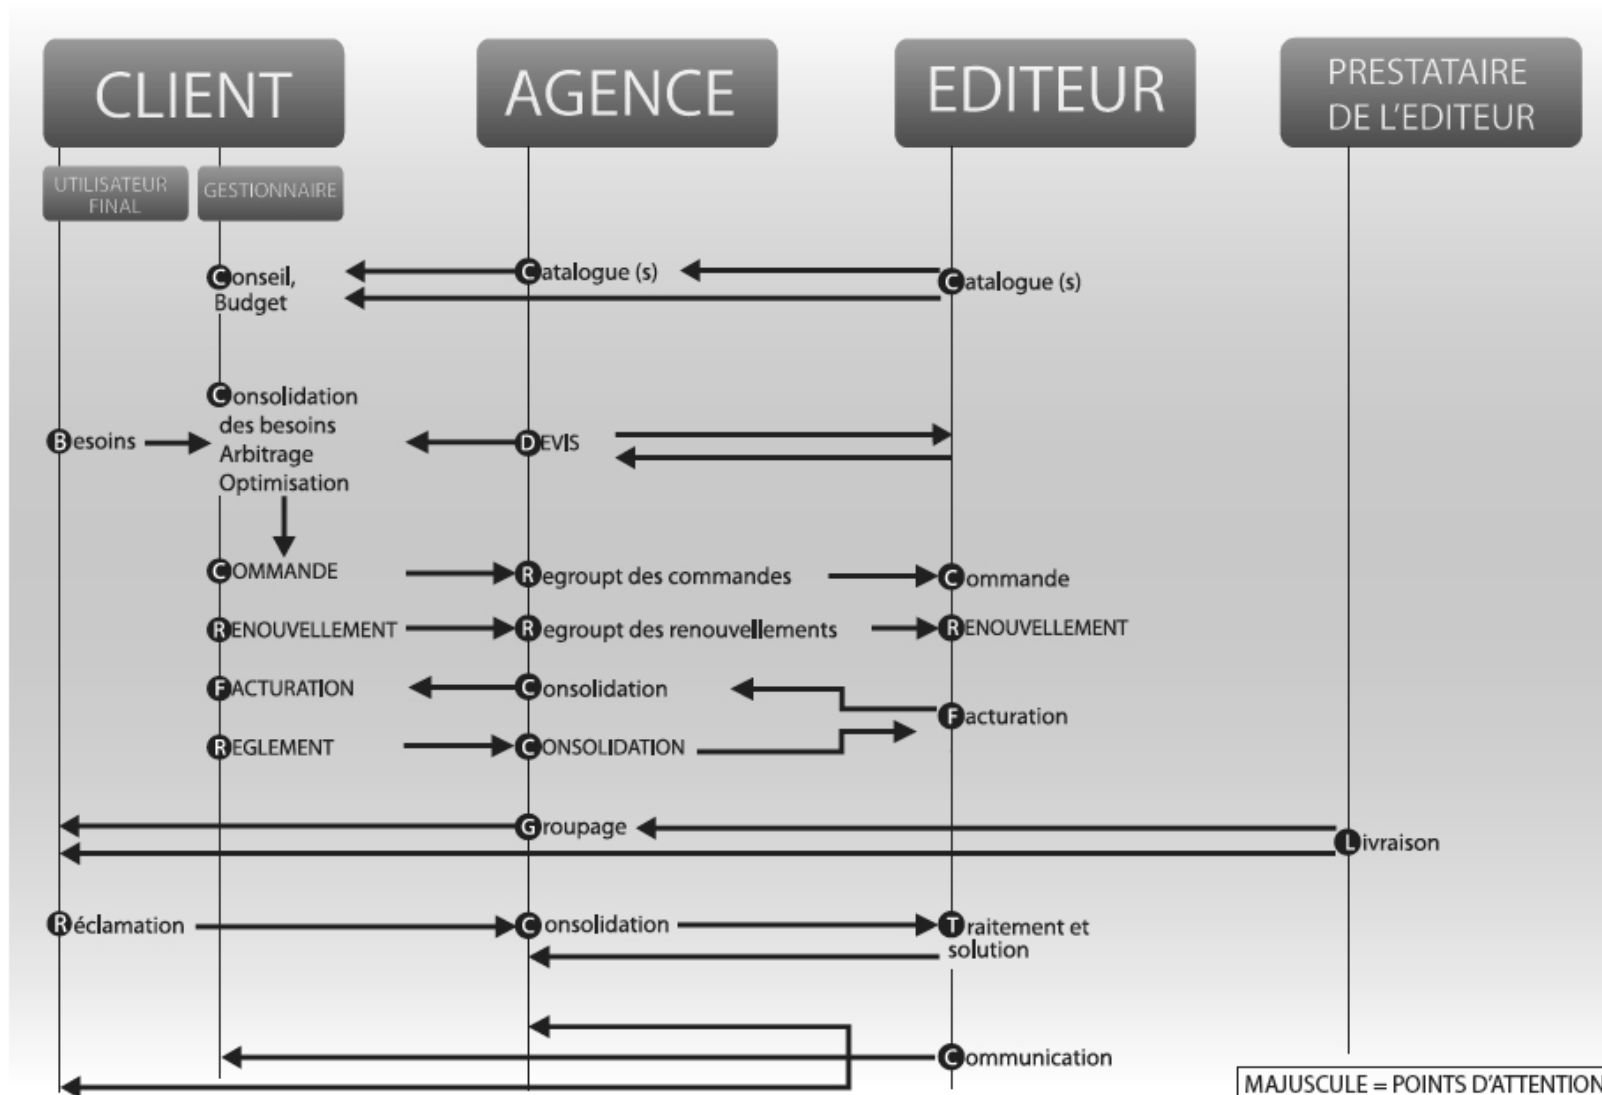 CLIENT
AGENCE
EDITEUR
PRESTATAIRE
DE L'EDITEUR
UTILISATEUR
FINAL
GESTIONNAIRE
Conseil,
Budget
Catalogue (s)
Catalogue (s)
Consolidation
des besoins
Arbitrage
Optimisation
Besoins
DEVIS
COMMANDE
Regroupt des commandes
Commande
RENOUVELLEMENT
Regroupt des renouvellements
RENOUVELLEMENT
FACTURATION
Consolidation
Facturation
REGLEMENT
CONSOLIDATION
Groupage
Livraison
Réclamation
Consolidation
Traitement et
solution
Communication
MAJUSCULE = POINTS D'ATTENTION